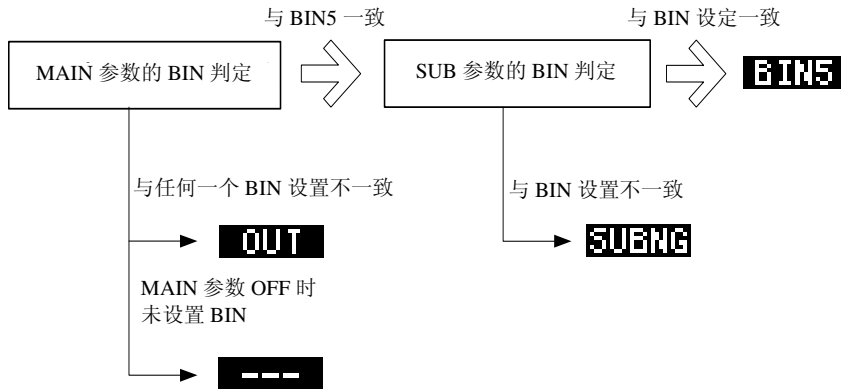 与 BIN5 一致
与 BIN 设定一致
MAIN 参数的 BIN 判定
SUB 参数的 BIN 判定
BIN5
与任何一个 BIN 设置不一致
与 BIN 设置不一致
OUT
SUBNG
MAIN 参数 OFF 时
未设置 BIN
---